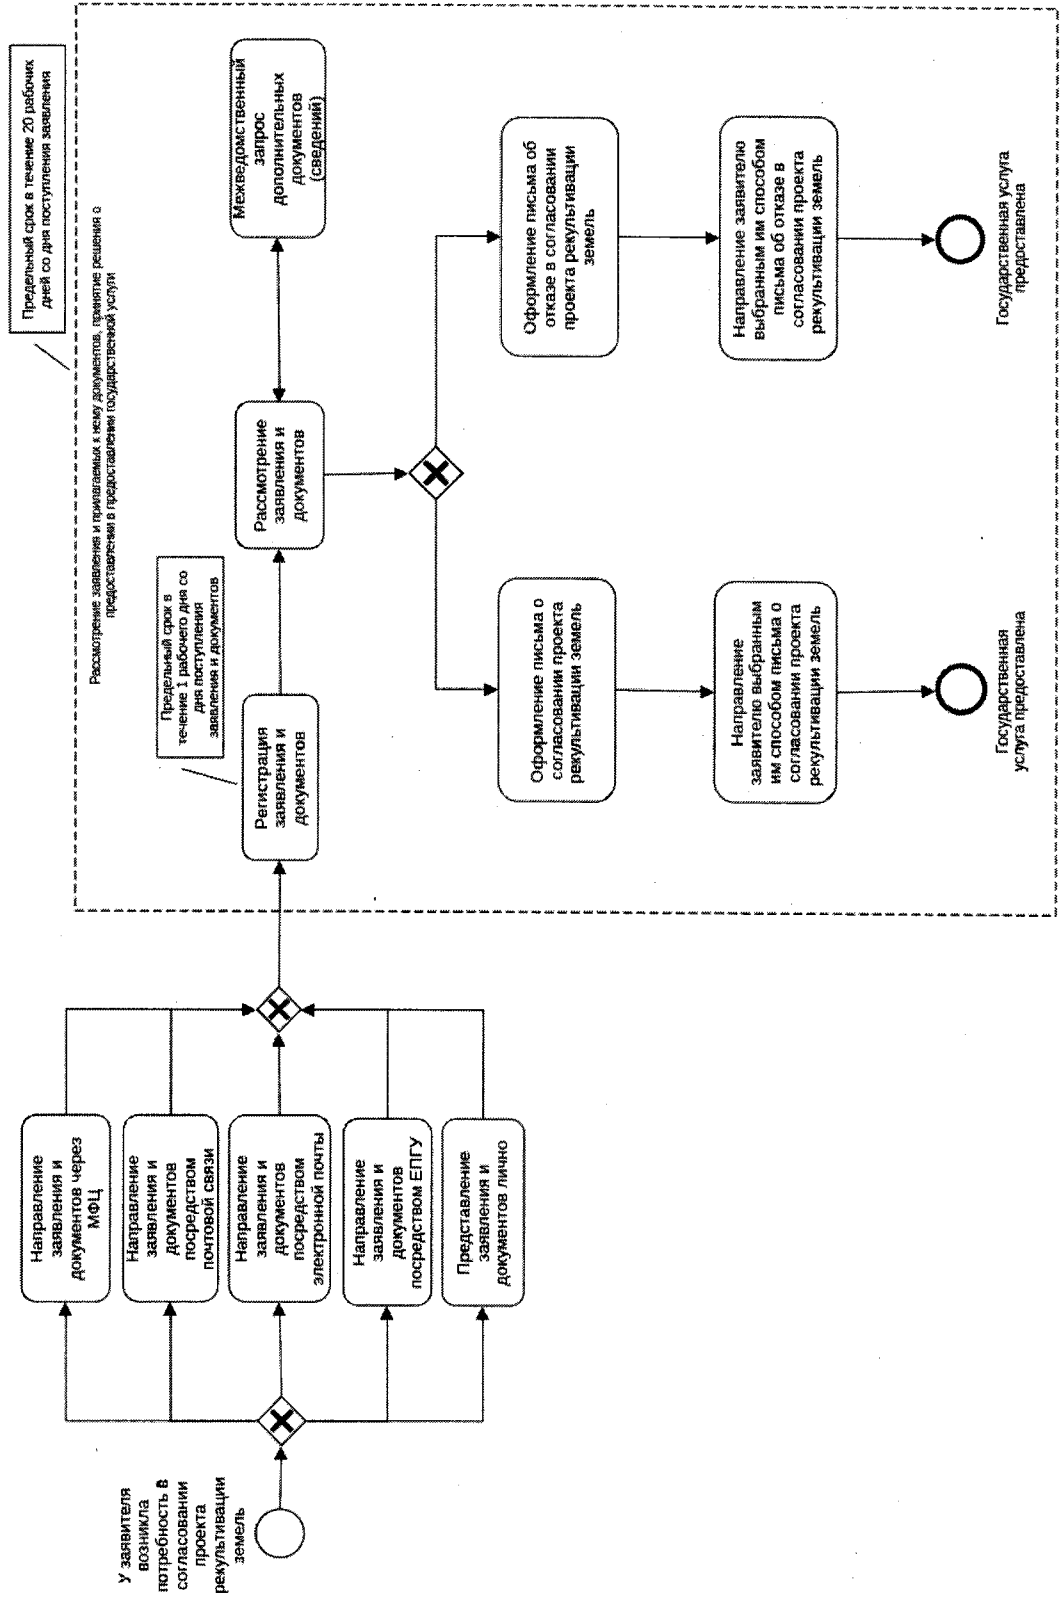 У заявителя
возникла
потребность в
согласовании
проекта
рекультивации
земель
Направление
заявления и
документов через
МФЦ
Направление
заявления и
документов
посредством
почтовой связи
Направление
заявления и
документов
посредством
электронной почты
Направление
заявления и
документов
посредством ЕПГУ
Представление
заявления и
документов лично
Предельный срок в течение 20 рабочих
дней со дня поступления заявления
Рассмотрение заявления и прилагаемых к нему документов, принятие решения о
предоставлении в предоставлении государственной услуги
Предельный срок в
течение 1 рабочего дня со
дня поступления
заявления и документов
Регистрация
заявления и
документов
Рассмотрение
заявления и
документов
Межведомственный
запрос
дополнительных
документов
(сведений)
Оформление письма о
согласовании проекта
рекультивации земель
Направление
заявителю выбранным
им способом письма о
согласовании проекта
рекультивации земель
Государственная
услуга предоставлена
Оформление письма об
отказе в согласовании
проекта рекультивации
земель
Направление заявителю
выбранным им способом
письма об отказе в
согласовании проекта
рекультивации земель
Государственная услуга
предоставлена